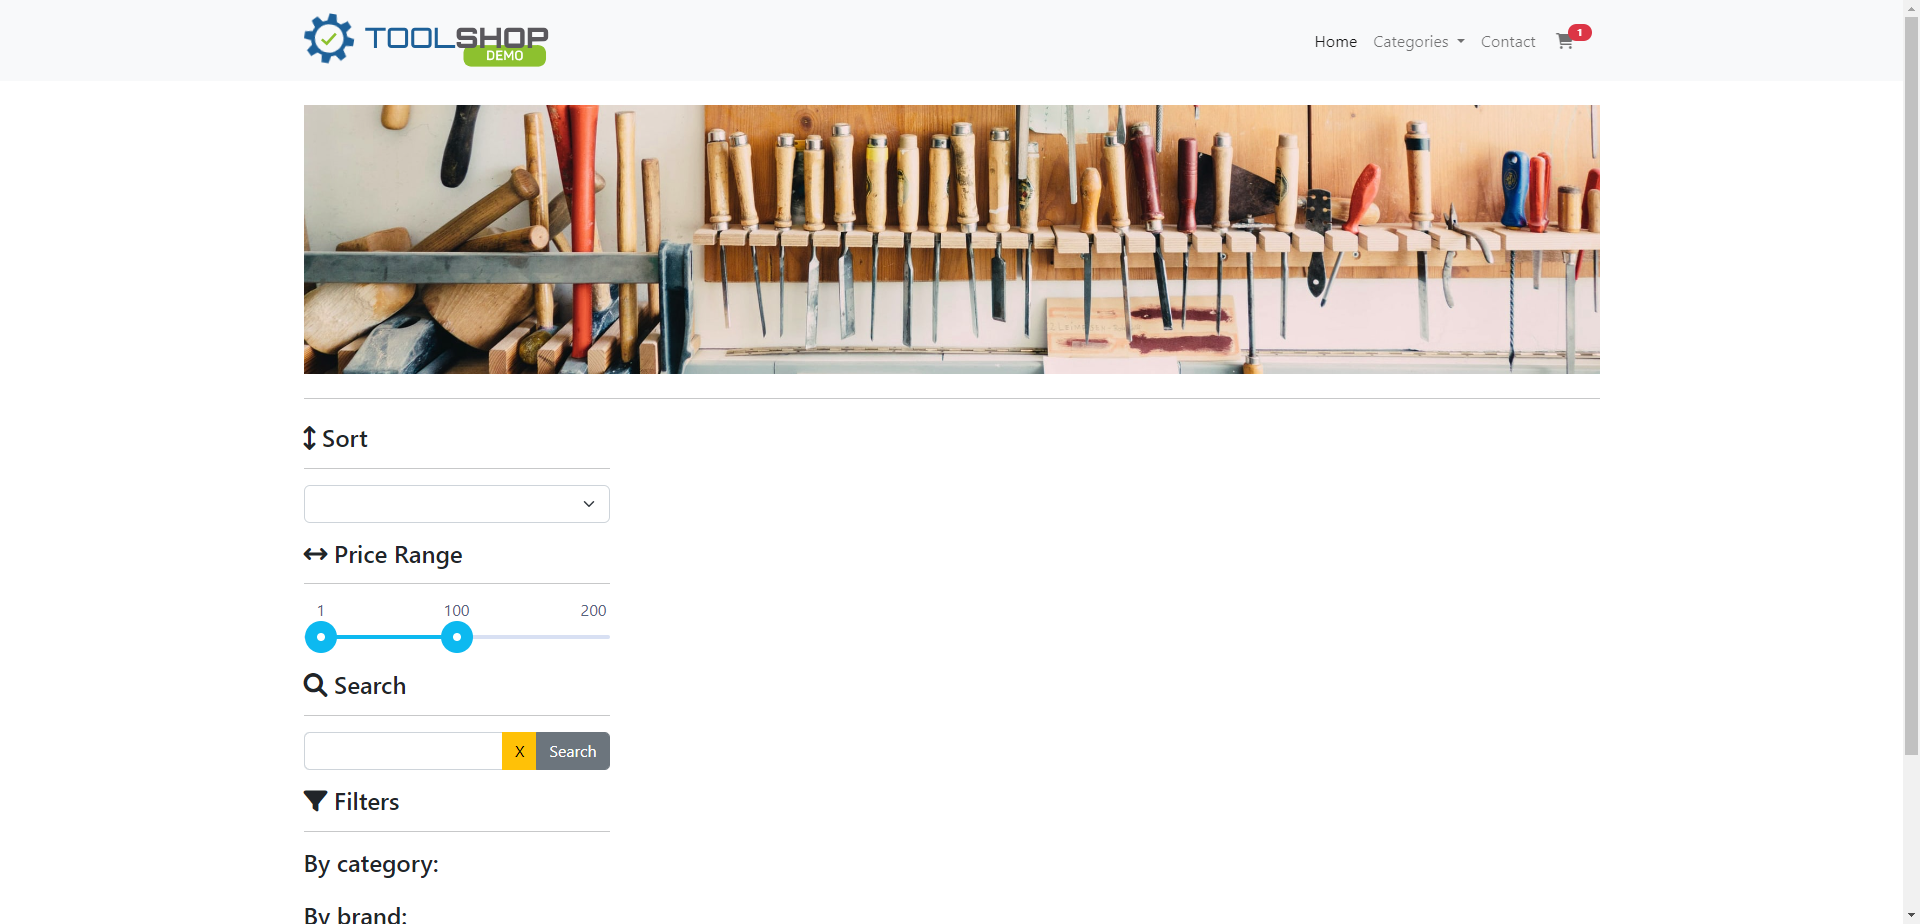 TOOLSHOP
DEMO
Home Categories Contact 1
Sort
Price Range
1 100 200
Search
X Search
Filters
By category:
By brand: